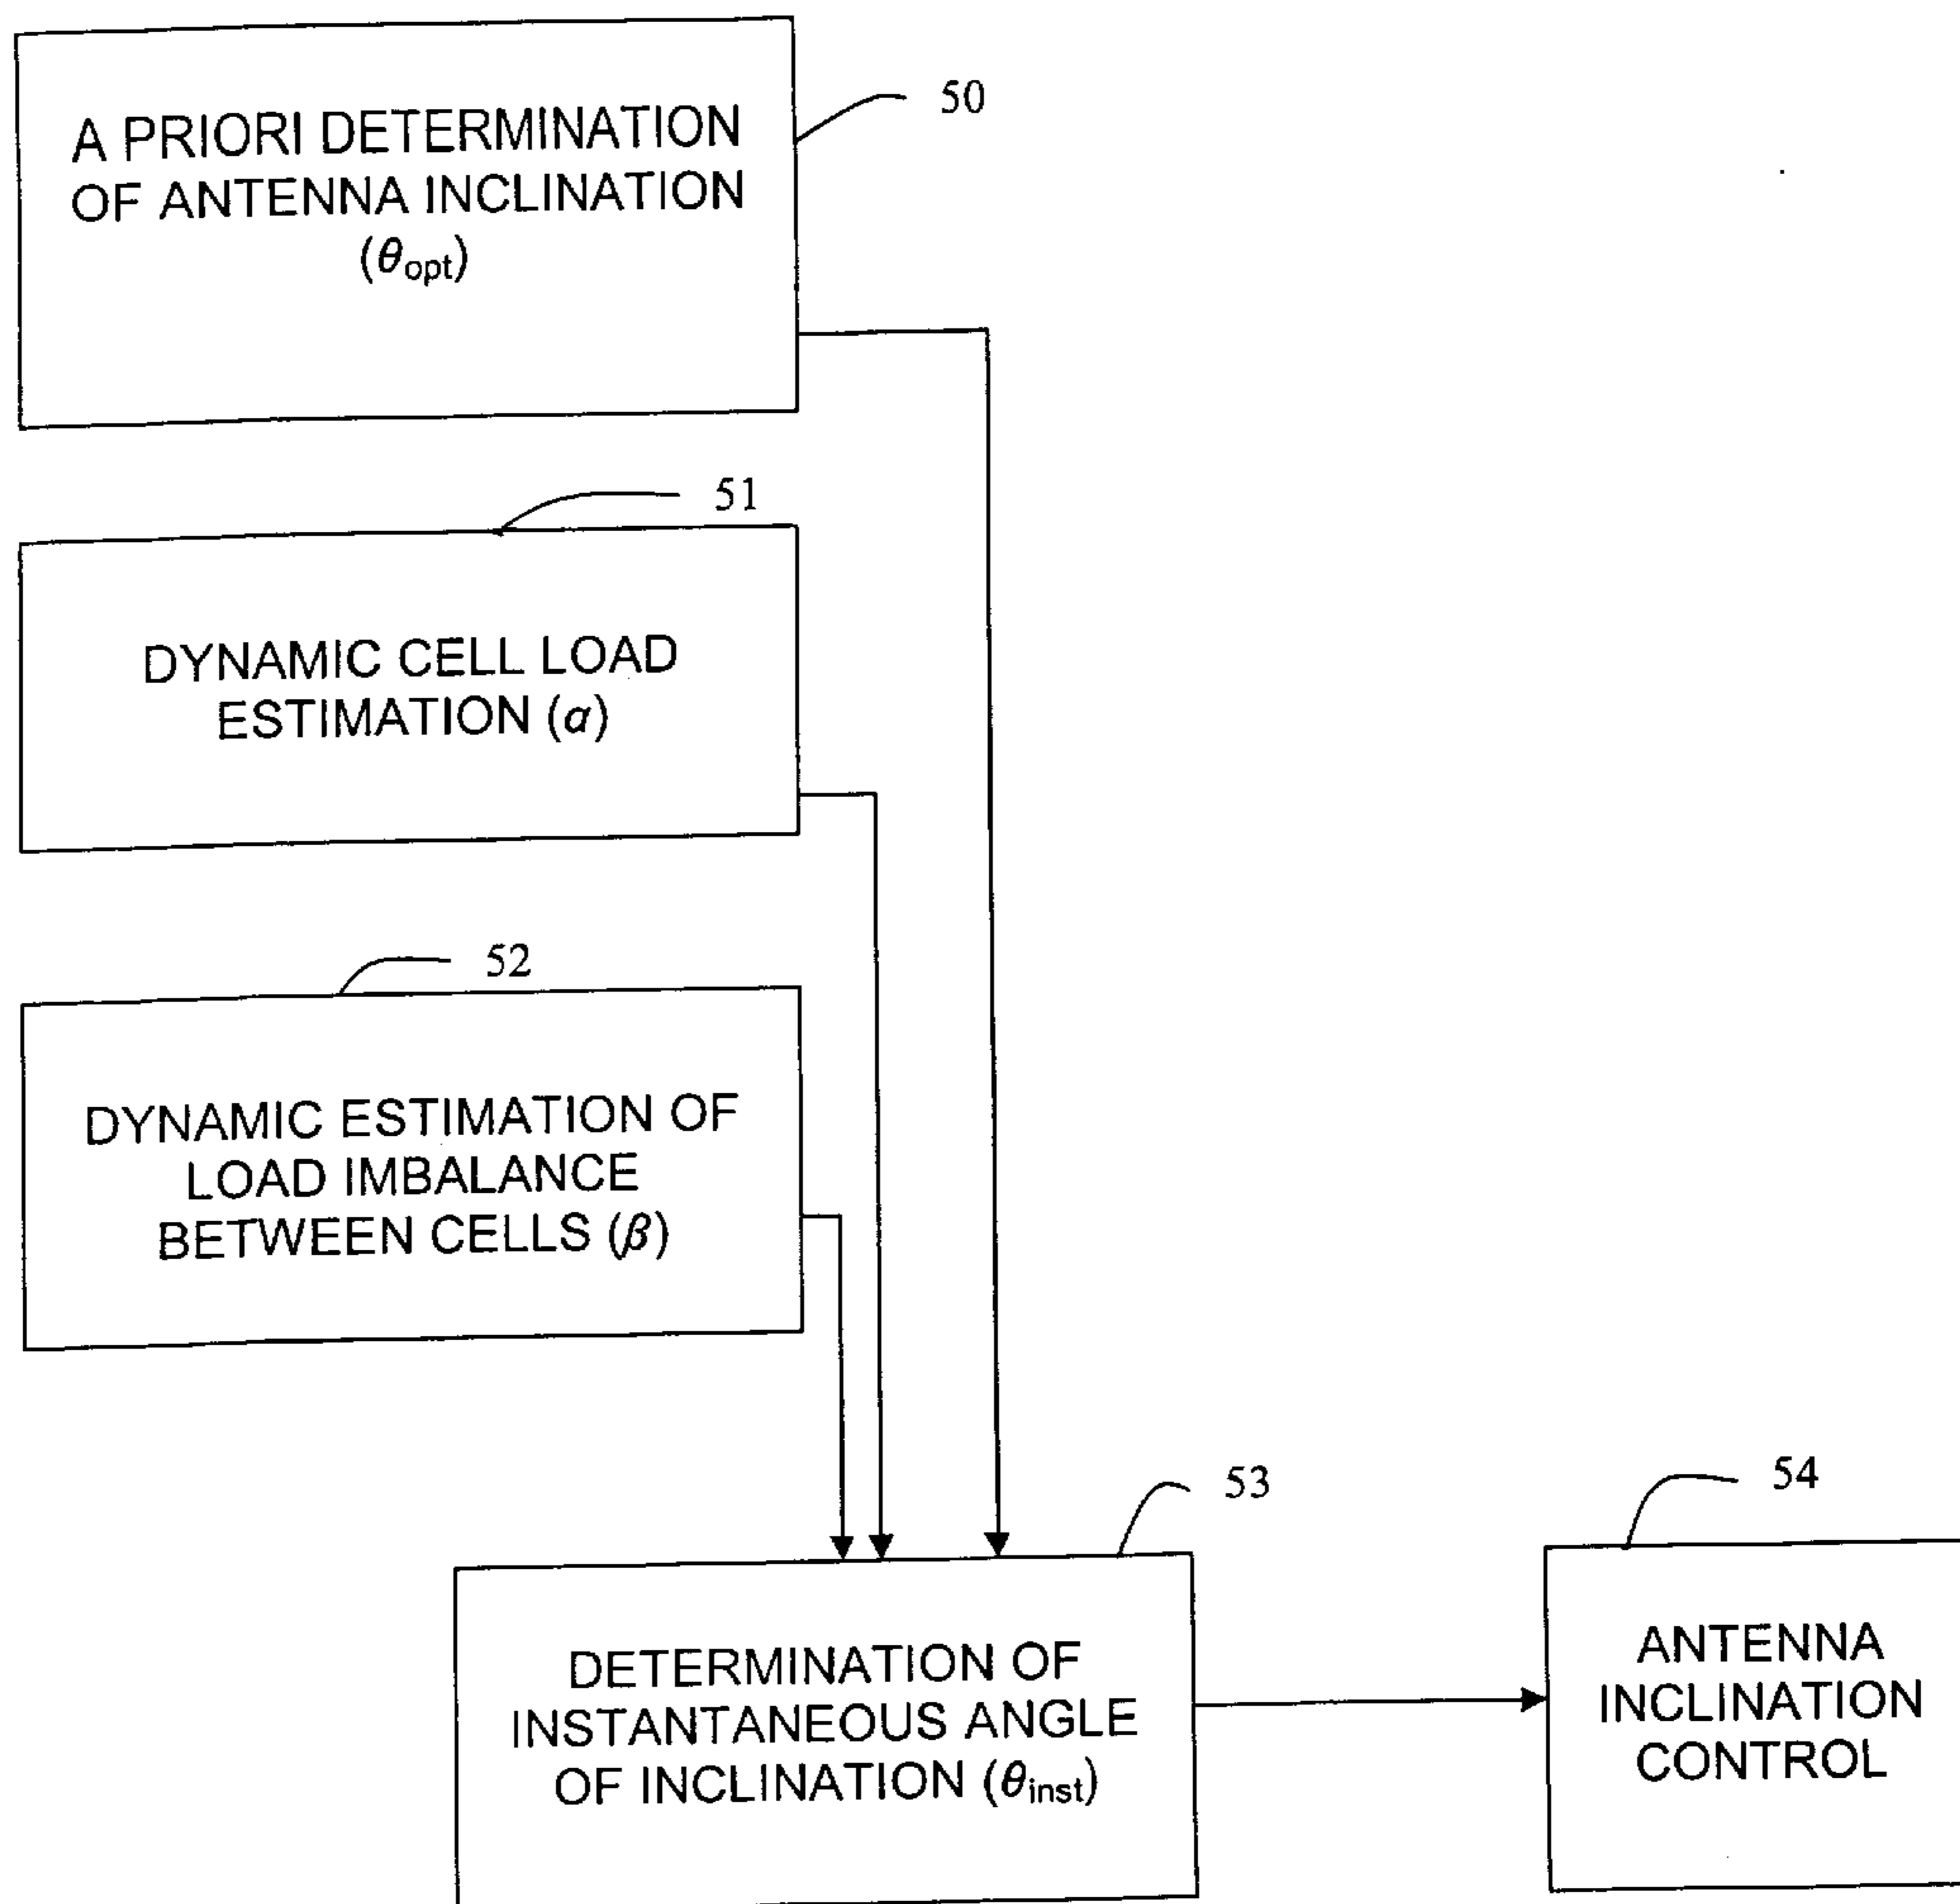 50
A PRIORI DETERMINATION
OF ANTENNA INCLINATION
(θopt)
51
DYNAMIC CELL LOAD
ESTIMATION (α)
52
DYNAMIC ESTIMATION OF
LOAD IMBALANCE
BETWEEN CELLS (β)
53
DETERMINATION OF
INSTANTANEOUS ANGLE
OF INCLINATION (θinst)
54
ANTENNA
INCLINATION
CONTROL